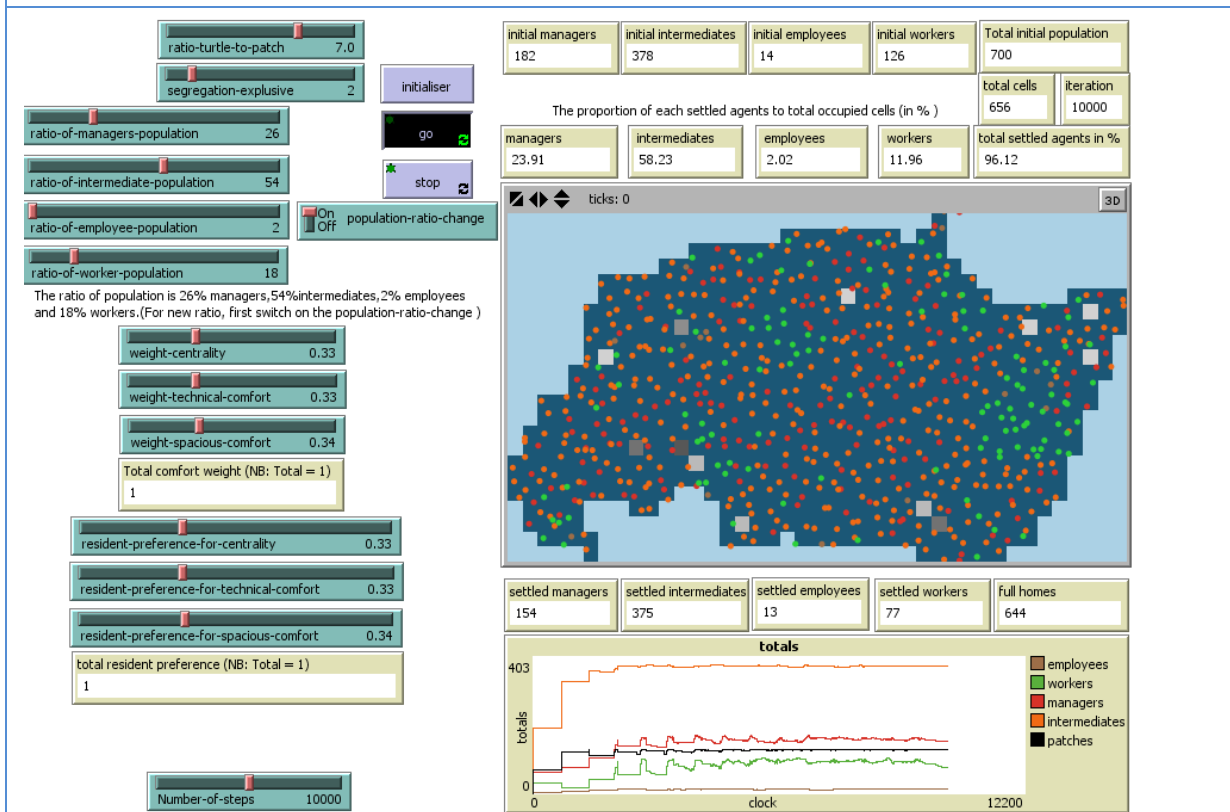 ratio-turtle-to-patch 7.0
segregation-explusive 2
initialiser
ratio-of-managers-population 26
go
ratio-of-intermediate-population 54
stop
ratio-of-employee-population 2
On
Off
population-ratio-change
ratio-of-worker-population 18
The ratio of population is 26% managers,54%intermediates,2% employees
and 18% workers.(For new ratio, first switch on the population-ratio-change )
weight-centrality 0.33
weight-technical-comfort 0.33
weight-spacious-comfort 0.34
Total comfort weight (NB: Total = 1)
1
resident-preference-for-centrality 0.33
resident-preference-for-technical-comfort 0.33
resident-preference-for-spacious-comfort 0.34
total resident preference (NB: Total = 1)
1
Number-of-steps 10000
initial managers
182
initial intermediates
378
initial employees
14
initial workers
126
Total initial population
700
total cells
656
iteration
10000
The proportion of each settled agents to total occupied cells (in % )
managers
23.91
intermediates
58.23
employees
2.02
workers
11.96
total settled agents in %
96.12
ticks: 0
3D
settled managers
154
settled intermediates
375
settled employees
13
settled workers
77
full homes
644
totals
403
totals
0
0
clock
12200
employees
workers
managers
intermediates
patches